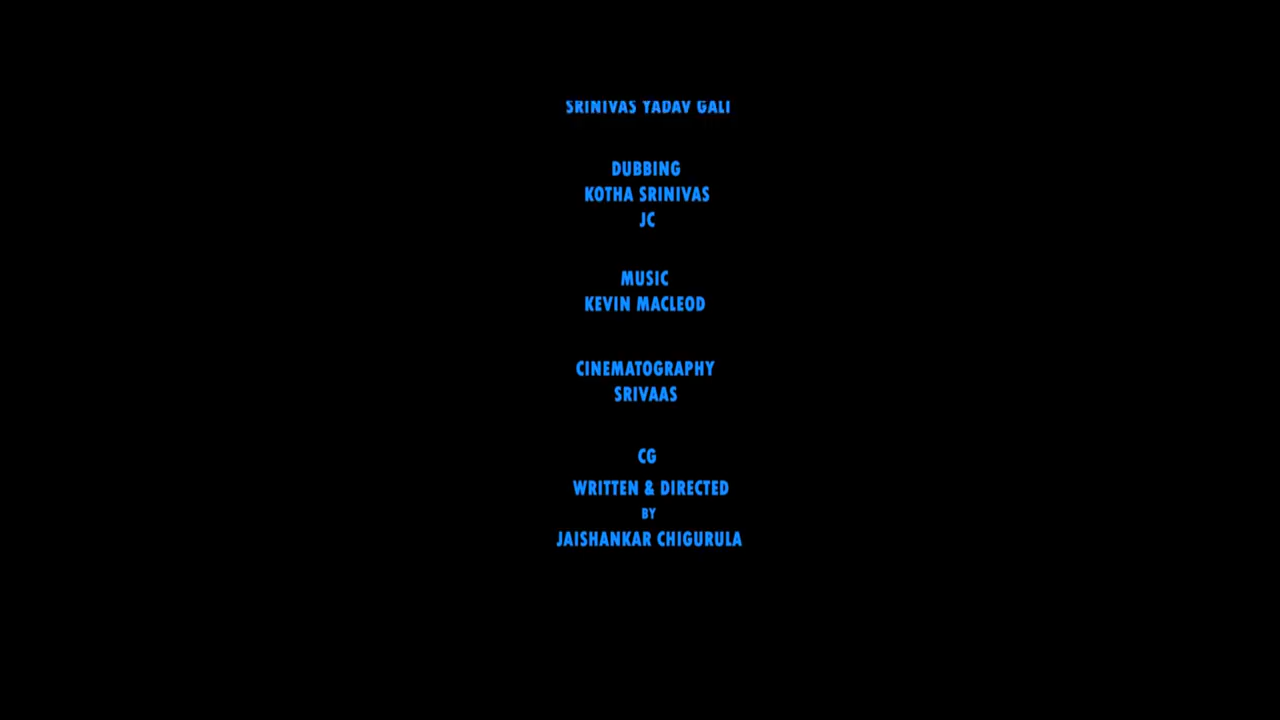 SRINIVAS YADAV GALI
DUBBING
KOTHA SRINIVAS
JC
MUSIC
KEVIN MACLEOD
CINEMATOGRAPHY
SRIVAAS
CG
WRITTEN & DIRECTED
BY
JAISHANKAR CHIGURULA